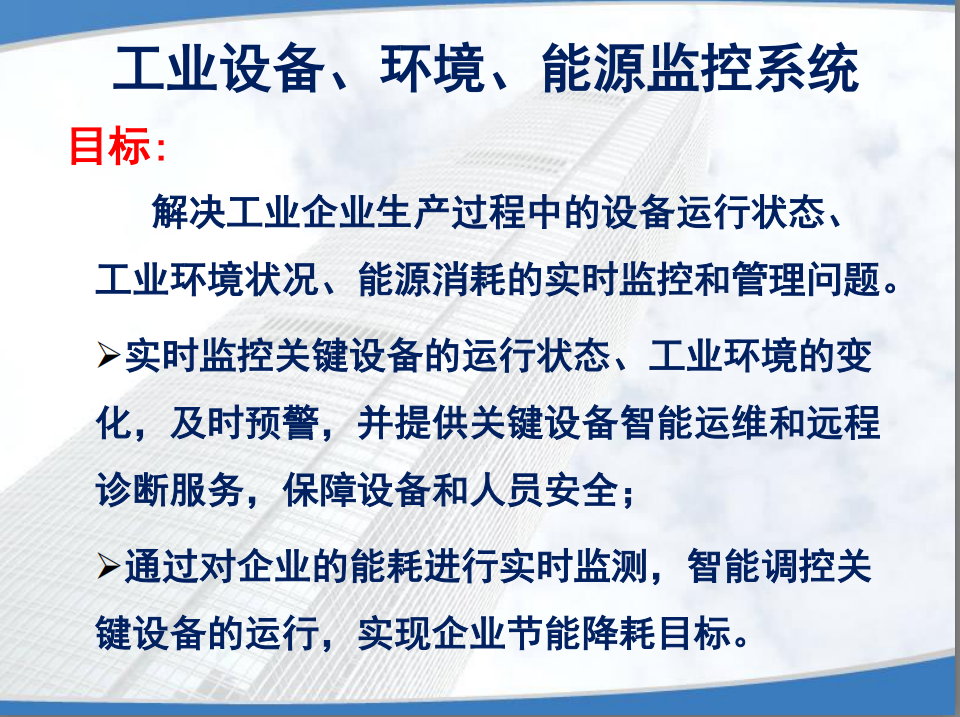 工业设备、环境、能源监控系统
目标:
解决工业企业生产过程中的设备运行状态、
工业环境状况、能源消耗的实时监控和管理问题。
➢实时监控关键设备的运行状态、工业环境的变
化，及时预警，并提供关键设备智能运维和远程
诊断服务，保障设备和人员安全；
➢通过对企业的能耗进行实时监测，智能调控关
键设备的运行，实现企业节能降耗目标。